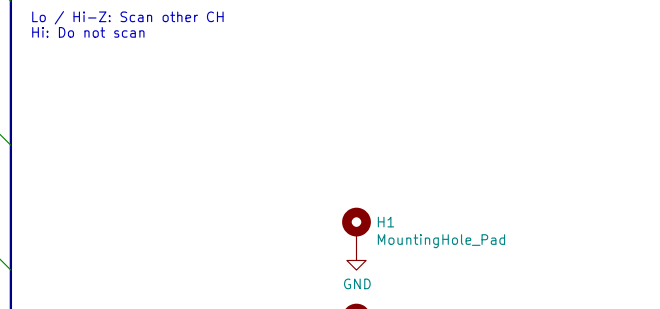 Lo / Hi-Z: Scan other CH
Hi: Do not scan
H1
MountingHole_Pad
GND